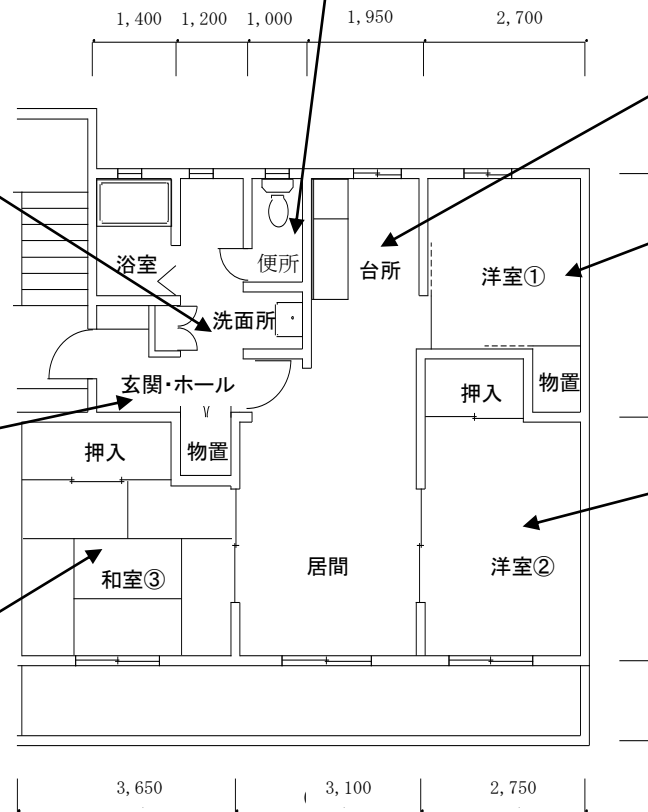 1,400 1,200 1,000 1,950 2,700
浴室
便所
台所
洋室①
洗面所
玄関・ホール
押入
物置
押入
物置
居間
洋室②
和室③
3,650 3,100 2,750